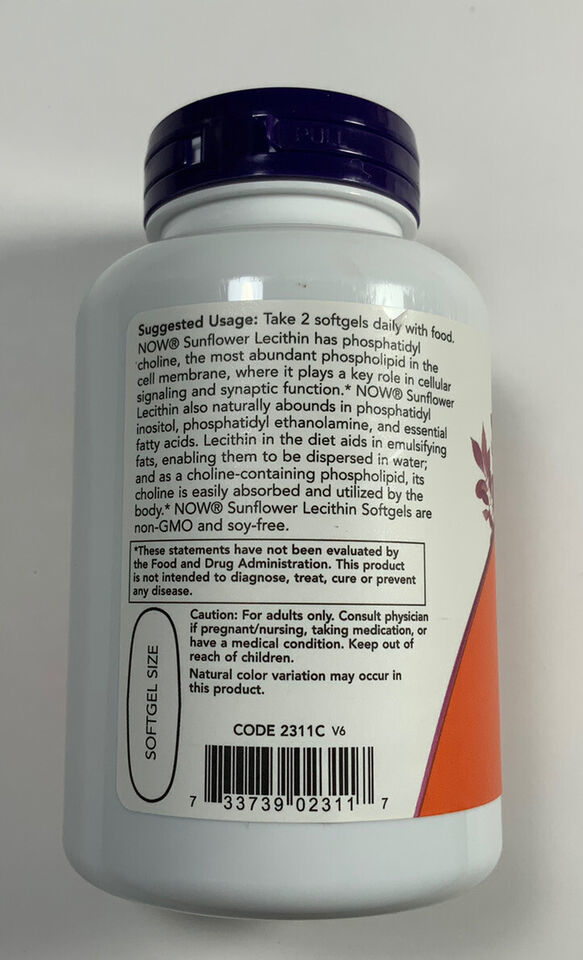 PULL
Suggested Usage: Take 2 softgels daily with food.
NOW® Sunflower Lecithin has phosphatidyl
choline, the most abundant phospholipid in the
cell membrane, where it plays a key role in cellular
signaling and synaptic function.* NOW® Sunflower
Lecithin also naturally abounds in phosphatidyl
inositol, phosphatidyl ethanolamine, and essential
fatty acids. Lecithin in the diet aids in emulsifying
fats, enabling them to be dispersed in water;
and as a choline-containing phospholipid, its
choline is easily absorbed and utilized by the
body.* NOW® Sunflower Lecithin Softgels are
non-GMO and soy-free.
*These statements have not been evaluated by
the Food and Drug Administration. This product
is not intended to diagnose, treat, cure or prevent
any disease.
SOFTGEL SIZE
Caution: For adults only. Consult physician
if pregnant/nursing, taking medication, or
have a medical condition. Keep out of
reach of children.
Natural color variation may occur in
this product.
CODE 2311C V6
7 33739 02311 7